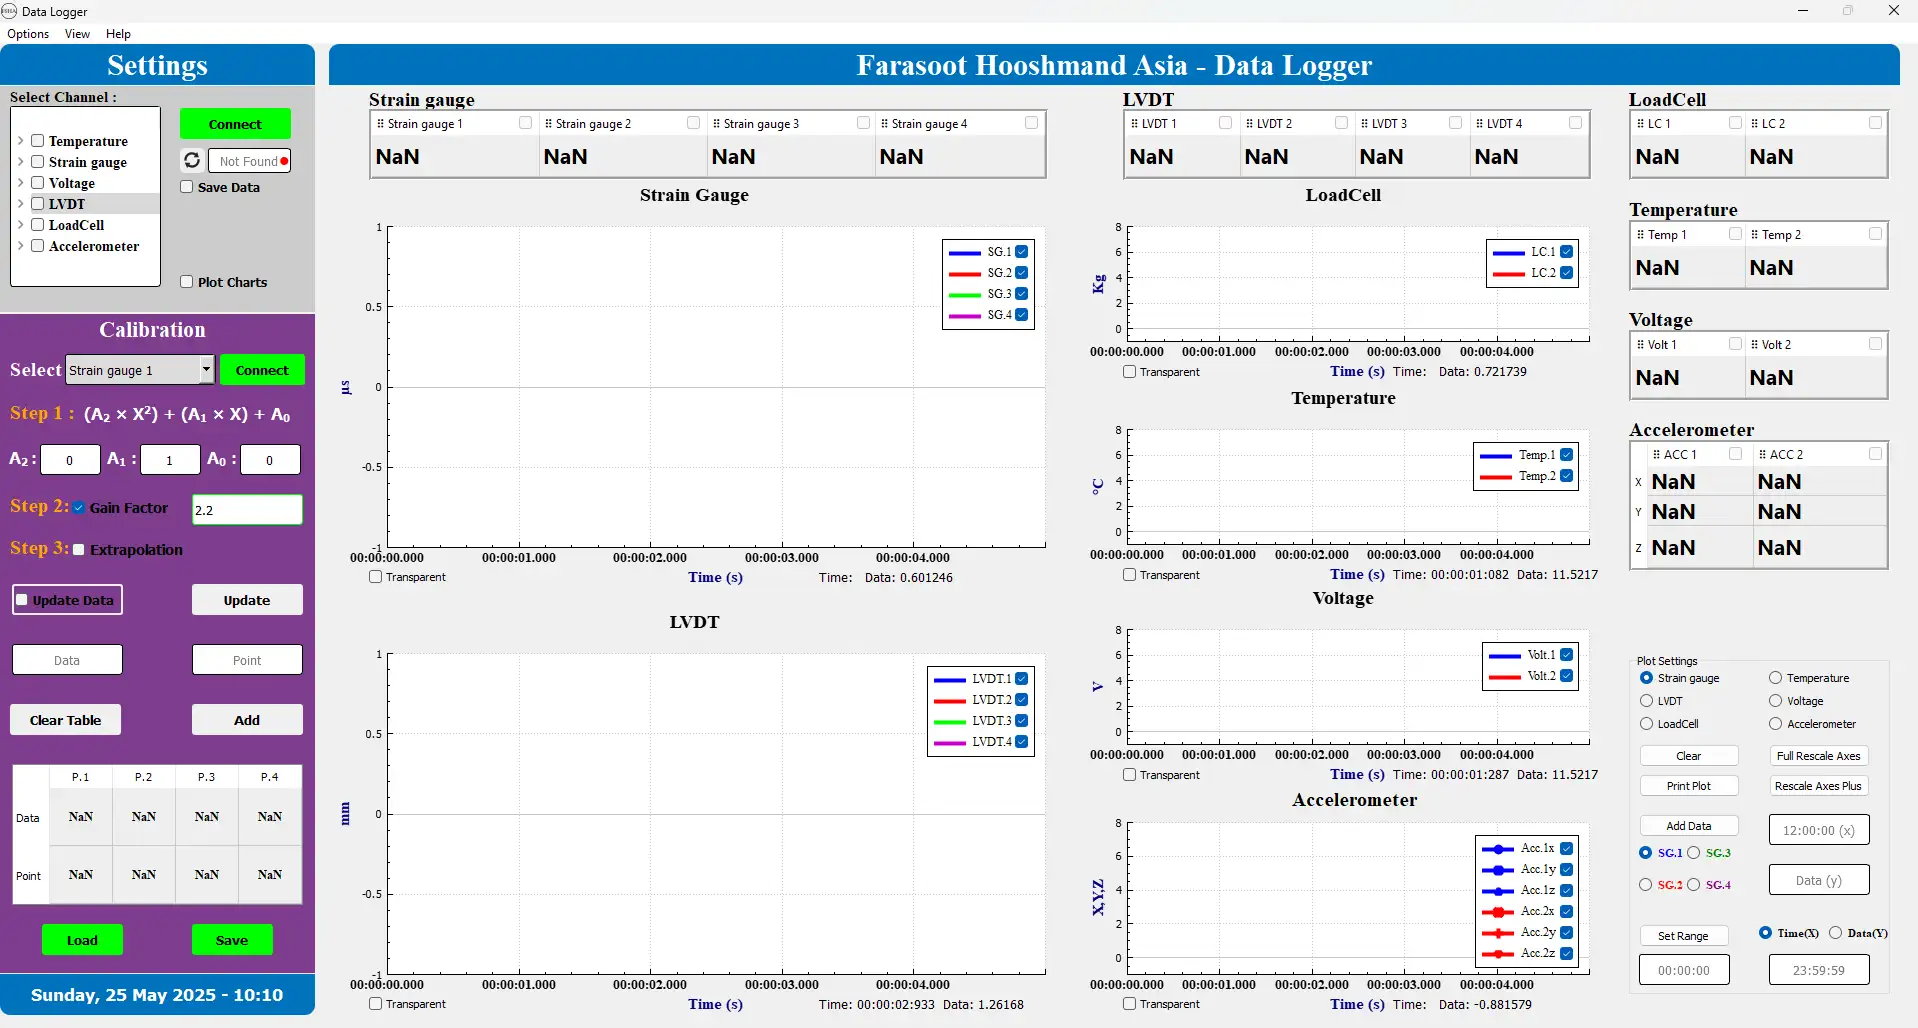 Data Logger
Options View Help
Settings
Select Channel :
Temperature
Strain gauge
Voltage
LVDT
LoadCell
Accelerometer
Connect
Not Found
Save Data
Plot Charts
Calibration
Select Strain gauge 1 Connect
Step 1 : (A₂ × X²) + (A₁ × X) + A₀
A₂ : 0 A₁ : 1 A₀ : 0
Step 2: Gain Factor 2.2
Step 3: Extrapolation
Update Data Update
Data Point
Clear Table Add
P.1 P.2 P.3 P.4
Data NaN NaN NaN NaN
Point NaN NaN NaN NaN
Load Save
Sunday, 25 May 2025 - 10:10
Farasoot Hooshmand Asia - Data Logger
Strain gauge
Strain gauge 1 Strain gauge 2 Strain gauge 3 Strain gauge 4
NaN NaN NaN NaN
Strain Gauge
1
0.5
0
-0.5
-1
µs
SG.1
SG.2
SG.3
SG.4
00:00:00.000 00:00:01.000 00:00:02.000 00:00:03.000 00:00:04.000
Transparent Time (s) Time: Data: 0.601246
LVDT
1
0.5
0
-0.5
-1
mm
LVDT.1
LVDT.2
LVDT.3
LVDT.4
00:00:00.000 00:00:01.000 00:00:02.000 00:00:03.000 00:00:04.000
Transparent Time (s) Time: 00:00:02:933 Data: 1.26168
LVDT
LVDT 1 LVDT 2 LVDT 3 LVDT 4
NaN NaN NaN NaN
LoadCell
8
6
4
2
0
Kg
LC.1
LC.2
00:00:00.000 00:00:01.000 00:00:02.000 00:00:03.000 00:00:04.000
Transparent Time (s) Time: Data: 0.721739
Temperature
8
6
4
2
0
°C
Temp.1
Temp.2
00:00:00.000 00:00:01.000 00:00:02.000 00:00:03.000 00:00:04.000
Transparent Time (s) Time: 00:00:01:082 Data: 11.5217
Voltage
8
6
4
2
0
V
Volt.1
Volt.2
00:00:00.000 00:00:01.000 00:00:02.000 00:00:03.000 00:00:04.000
Transparent Time (s) Time: 00:00:01:287 Data: 11.5217
Accelerometer
8
6
4
2
0
X,Y,Z
Acc.1x
Acc.1y
Acc.1z
Acc.2x
Acc.2y
Acc.2z
00:00:00.000 00:00:01.000 00:00:02.000 00:00:03.000 00:00:04.000
Transparent Time (s) Time: Data: -0.881579
LoadCell
LC 1 LC 2
NaN NaN
Temperature
Temp 1 Temp 2
NaN NaN
Voltage
Volt 1 Volt 2
NaN NaN
Accelerometer
ACC 1 ACC 2
X NaN NaN
Y NaN NaN
Z NaN NaN
Plot Settings
Strain gauge Temperature
LVDT Voltage
LoadCell Accelerometer
Clear Full Rescale Axes
Print Plot Rescale Axes Plus
Add Data 12:00:00 (x)
SG.1 SG.3
SG.2 SG.4 Data (y)
Set Range Time(X) Data(Y)
00:00:00 23:59:59